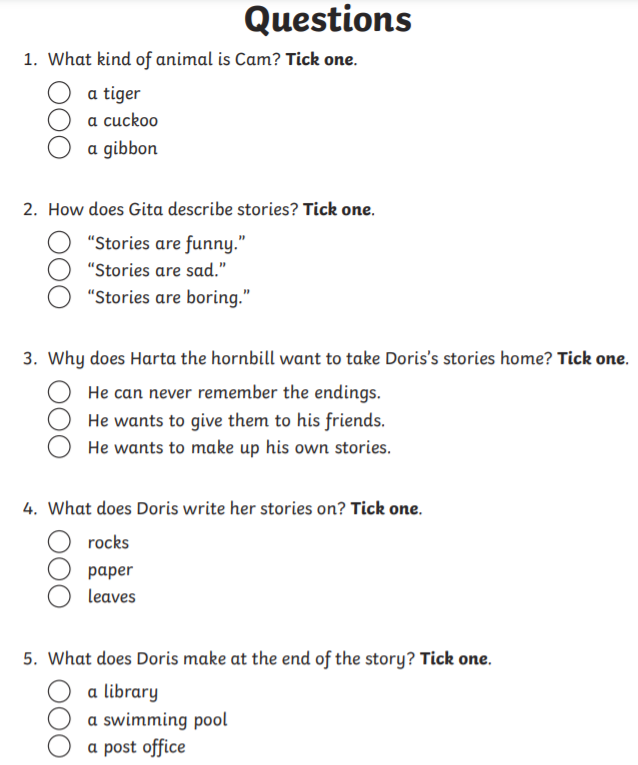 Questions
1. What kind of animal is Cam? Tick one.
a tiger
a cuckoo
a gibbon
2. How does Gita describe stories? Tick one.
“Stories are funny.”
“Stories are sad.”
“Stories are boring.”
3. Why does Harta the hornbill want to take Doris’s stories home? Tick one.
He can never remember the endings.
He wants to give them to his friends.
He wants to make up his own stories.
4. What does Doris write her stories on? Tick one.
rocks
paper
leaves
5. What does Doris make at the end of the story? Tick one.
a library
a swimming pool
a post office